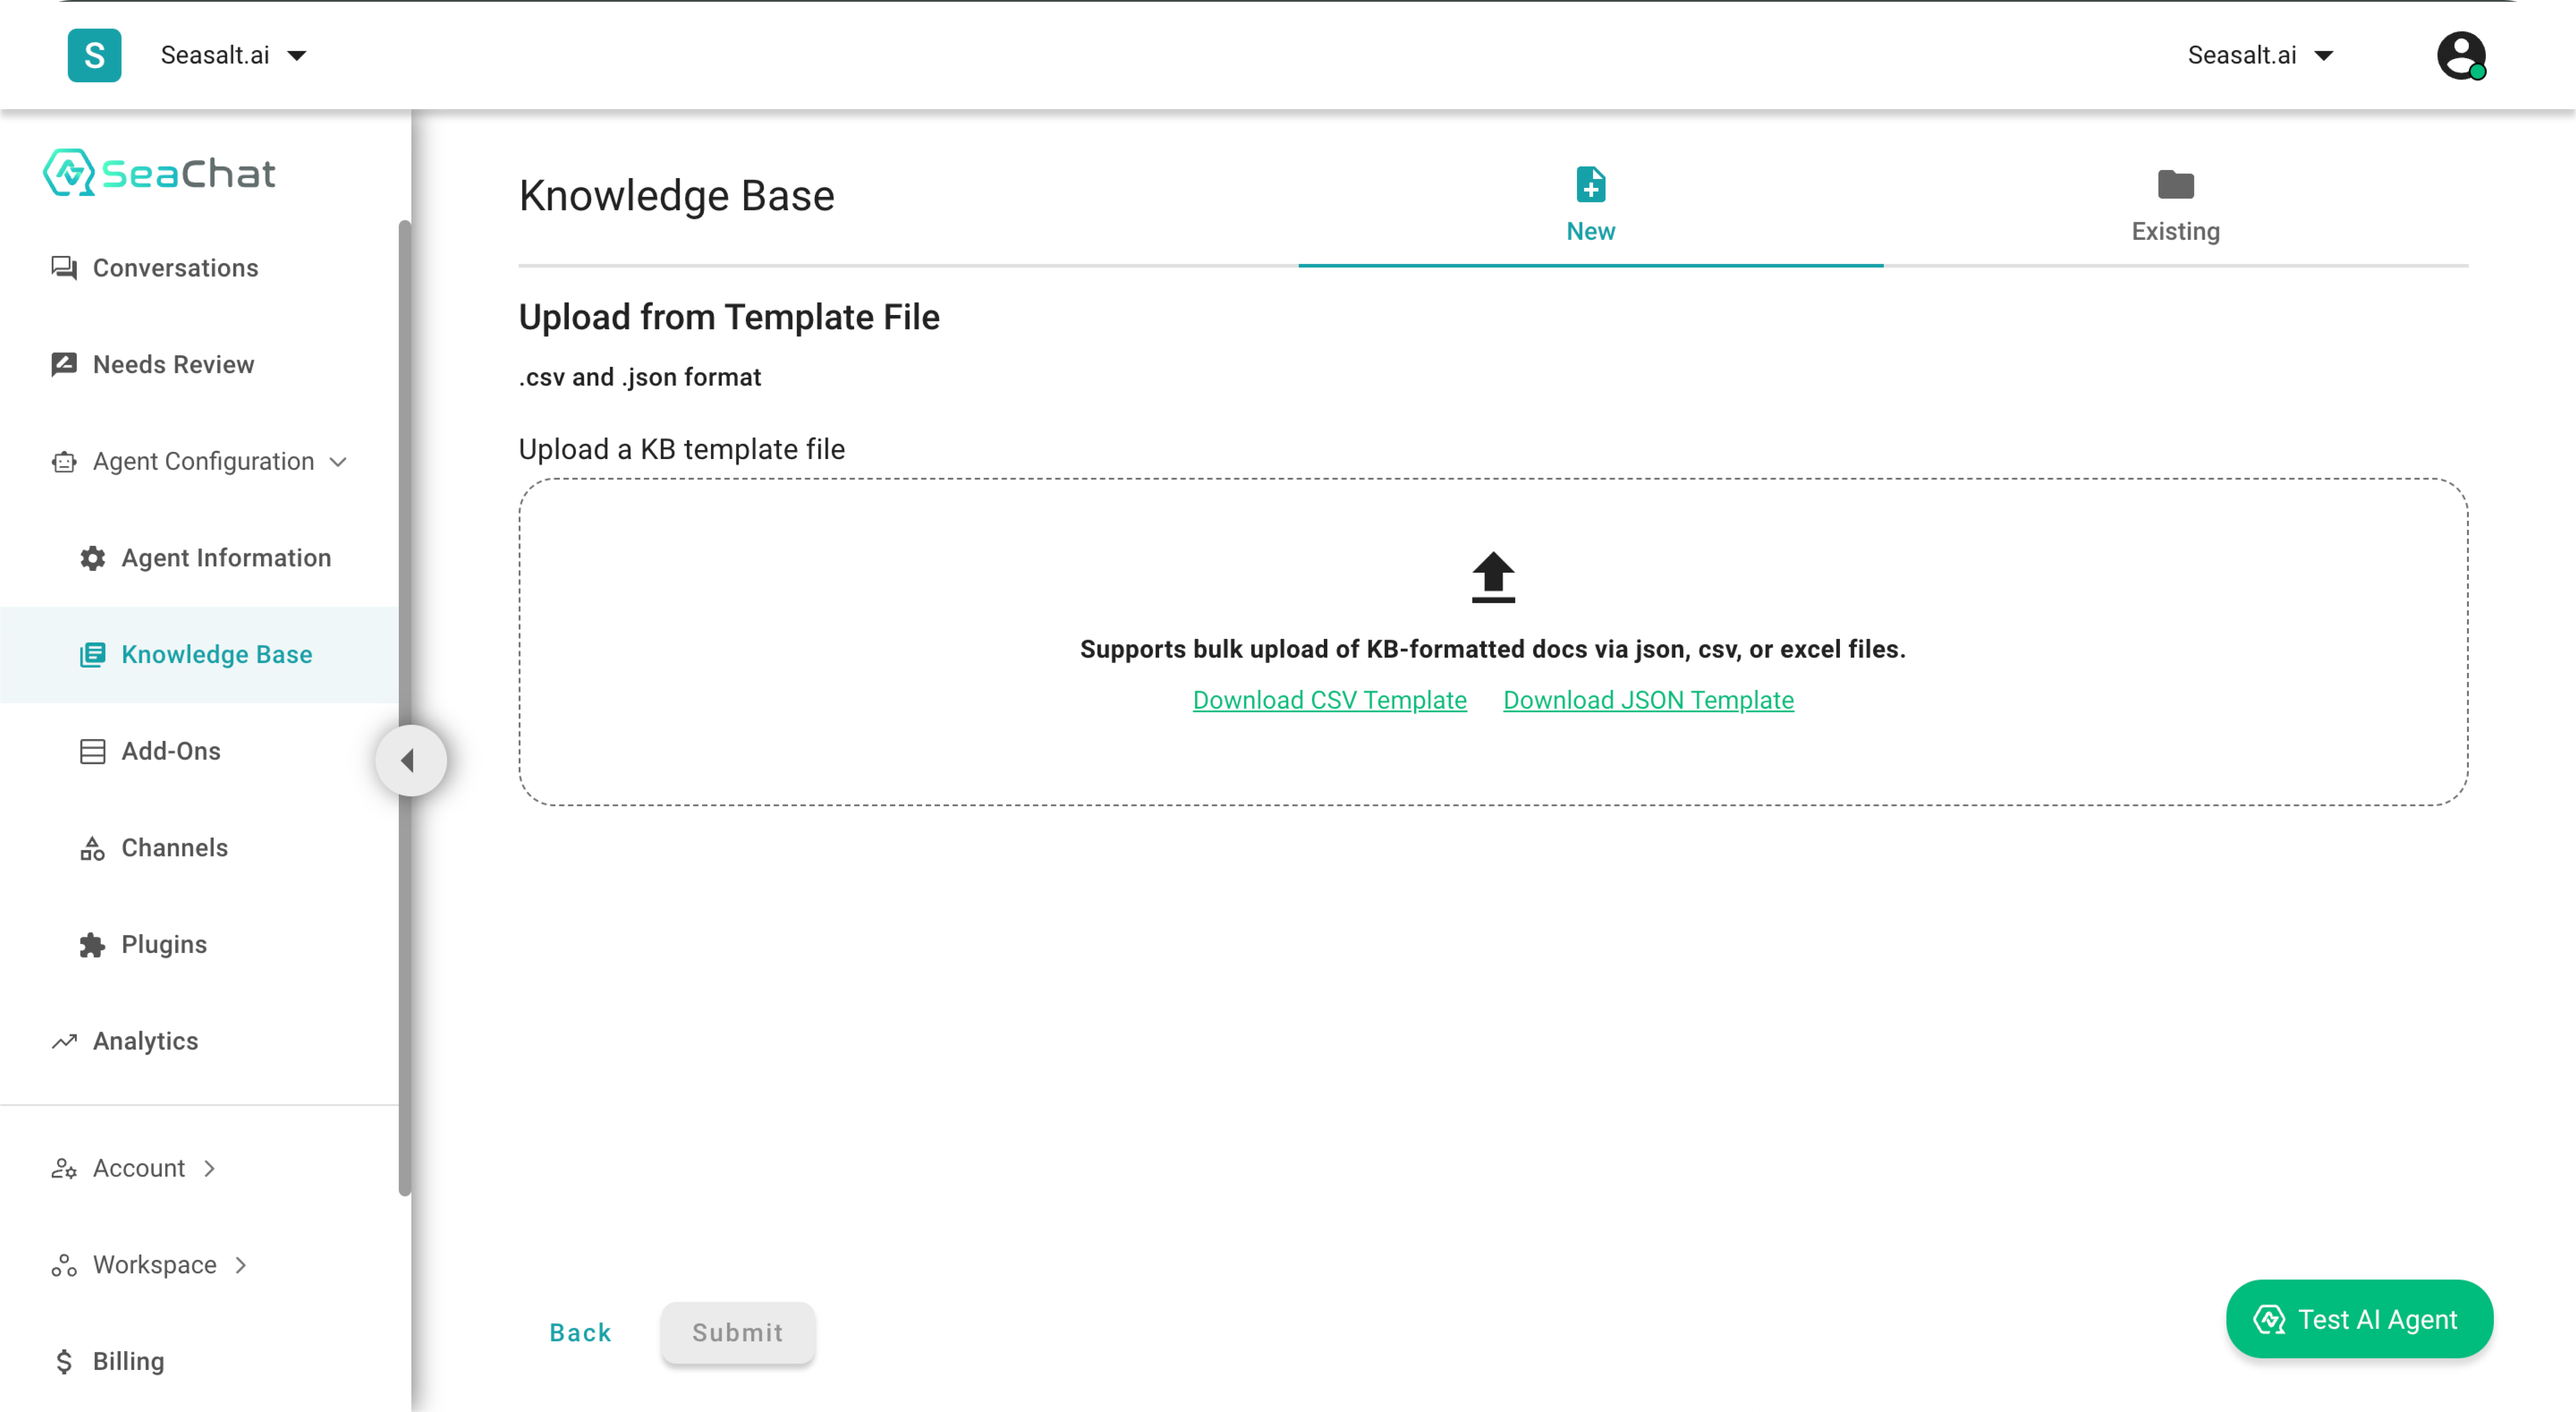 S Seasalt.ai Seasalt.ai
SeaChat
Conversations
Needs Review
Agent Configuration
Agent Information
Knowledge Base
Add-Ons
Channels
Plugins
Analytics
Account
Workspace
Billing
Knowledge Base
New
Existing
Upload from Template File
.csv and .json format
Upload a KB template file
Supports bulk upload of KB-formatted docs via json, csv, or excel files.
Download CSV Template Download JSON Template
Back Submit
Test AI Agent